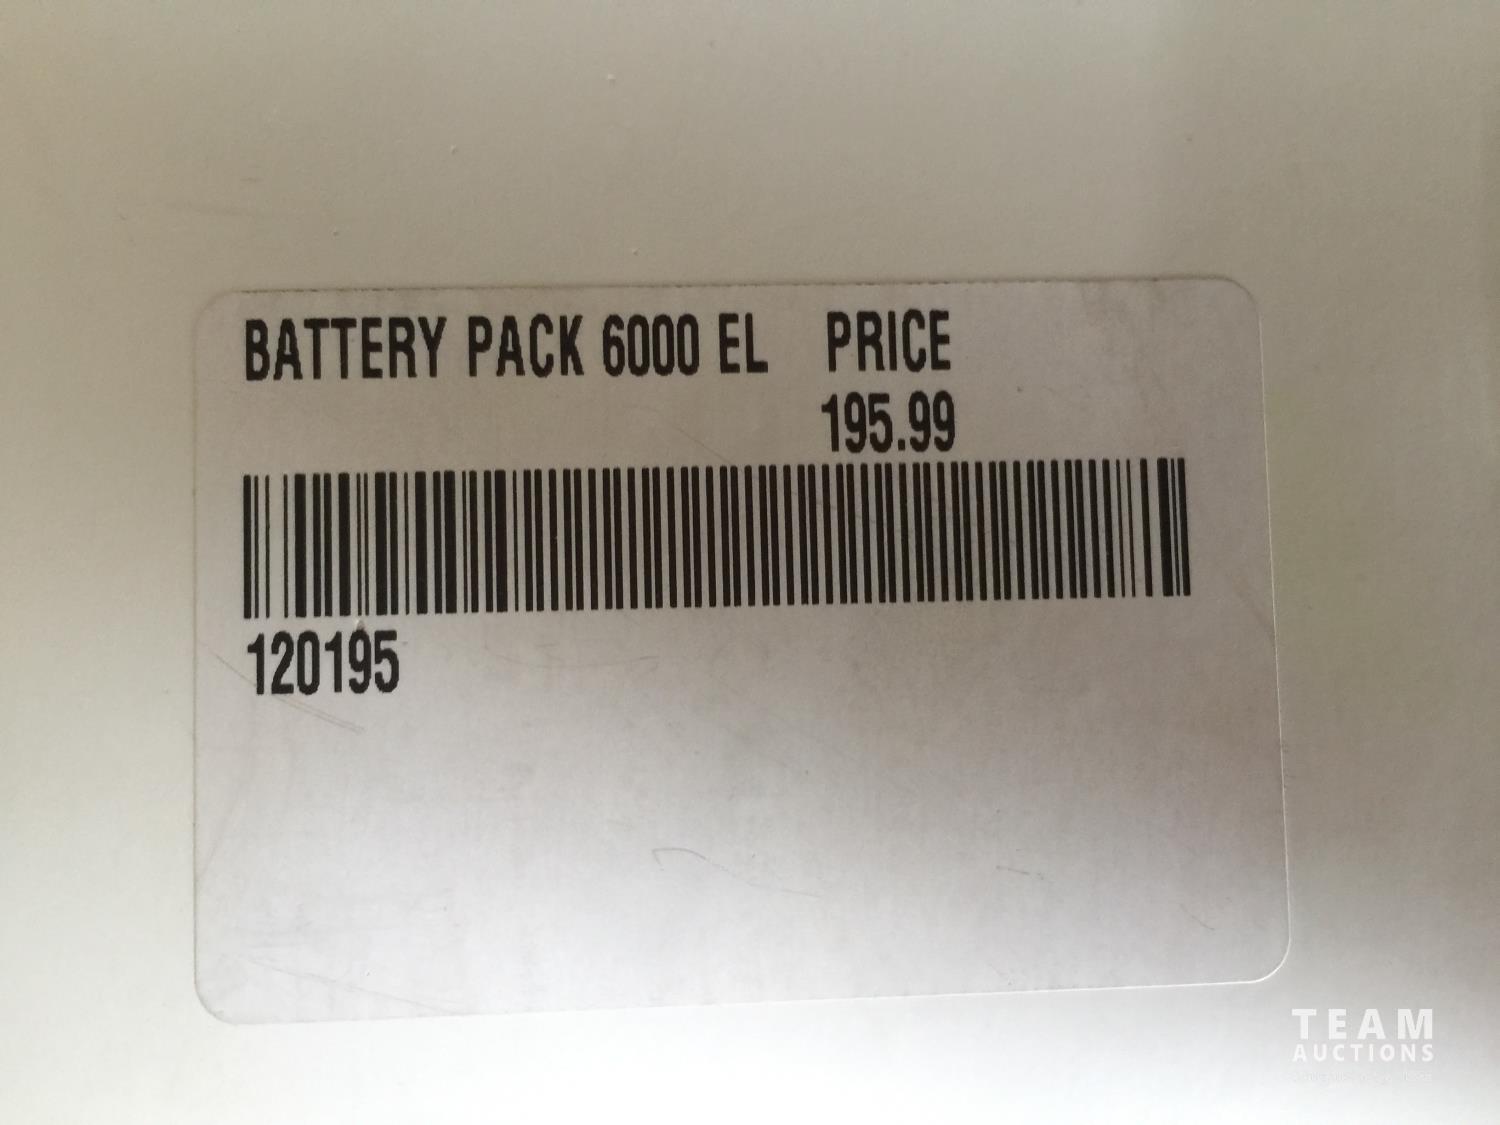 BATTERY PACK 6000 EL PRICE
195.99
120195
TEAM
AUCTIONS